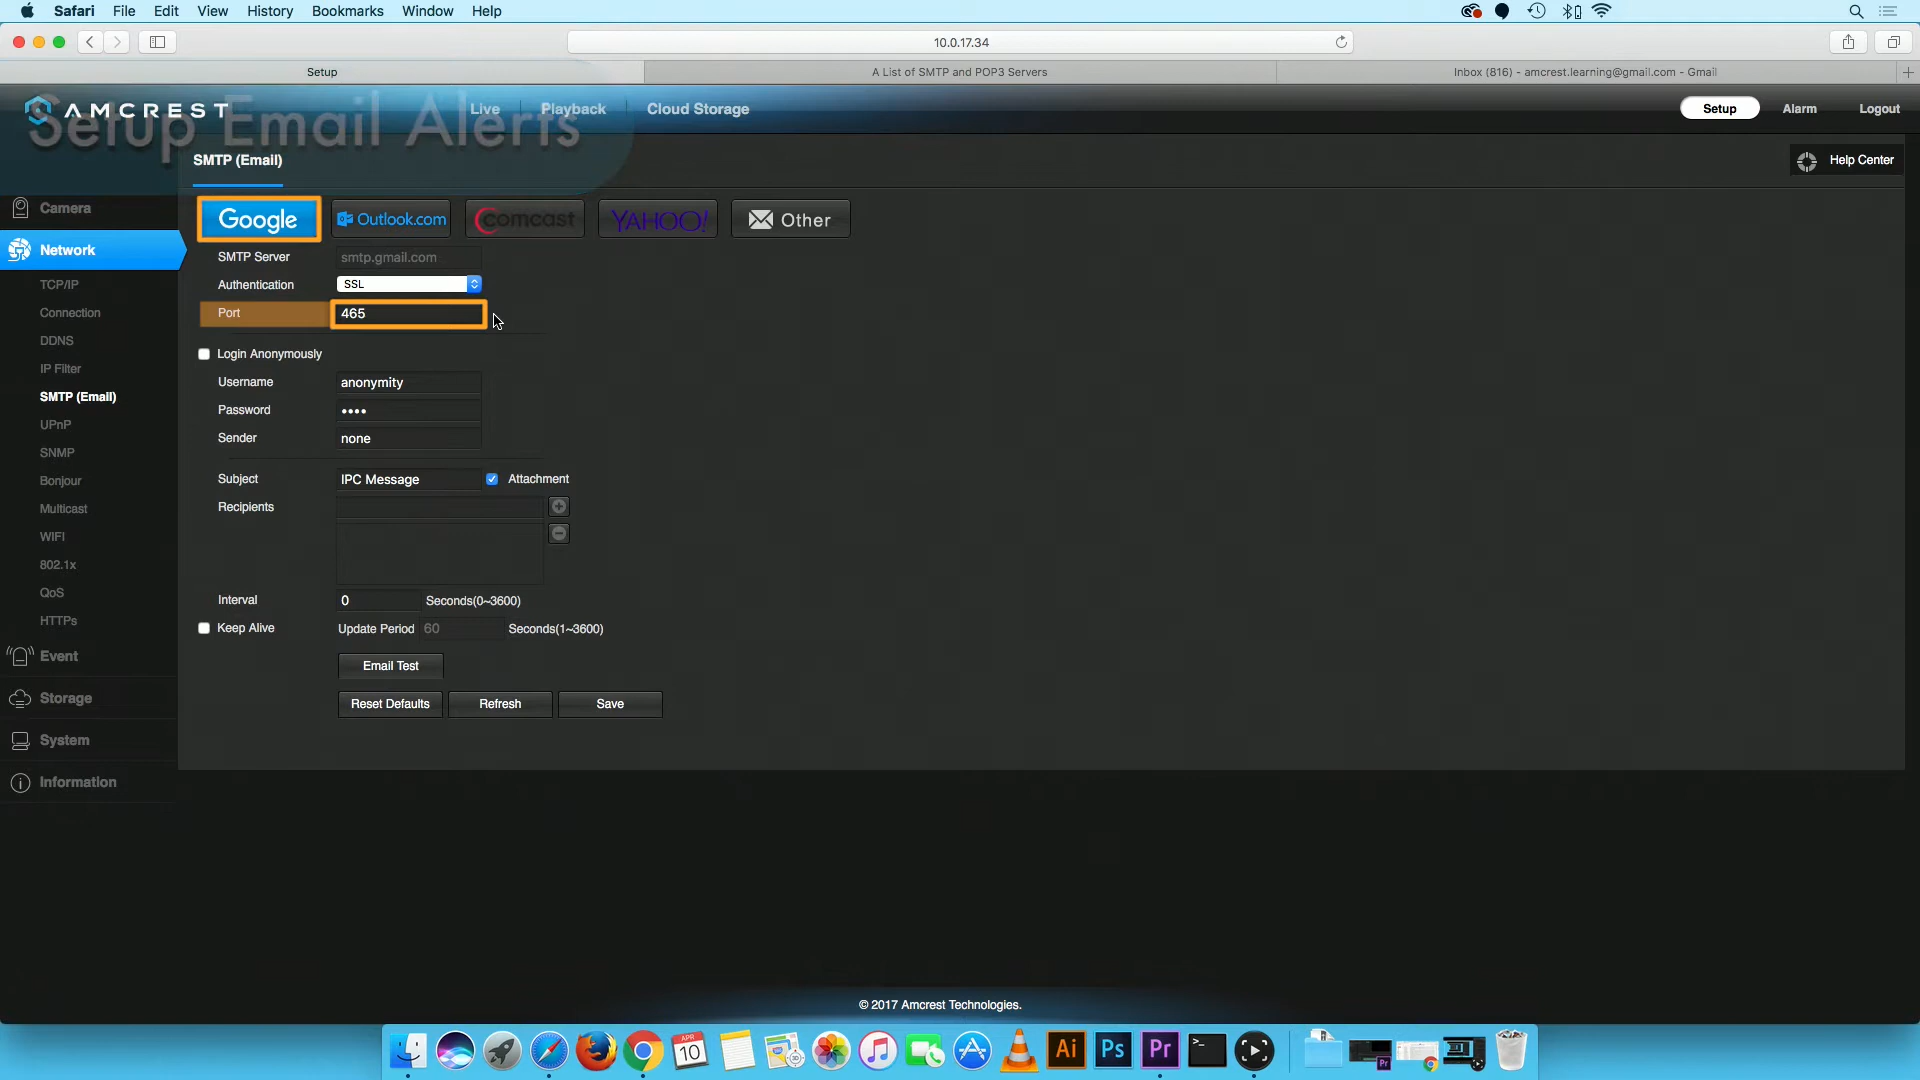 Safari File Edit View History Bookmarks Window Help
10.0.17.34
Setup
A List of SMTP and POP3 Servers
Inbox (816) - amcrest.learning@gmail.com - Gmail
AMCREST
Setup Email Alerts
Live Playback Cloud Storage
Setup Alarm Logout
SMTP (Email)
Help Center
Camera
Network
TCP/IP
Connection
DDNS
IP Filter
SMTP (Email)
UPnP
SNMP
Bonjour
Multicast
WIFI
802.1x
QoS
HTTPs
Event
Storage
System
Information
Google Outlook.com Comcast YAHOO! Other
SMTP Server smtp.gmail.com
Authentication SSL
Port 465
Login Anonymously
Username anonymity
Password ••••
Sender none
Subject IPC Message Attachment
Recipients
Interval 0 Seconds(0~3600)
Keep Alive Update Period 60 Seconds(1~3600)
Email Test
Reset Defaults Refresh Save
© 2017 Amcrest Technologies.
APR
10
Ai Ps Pr
Pr